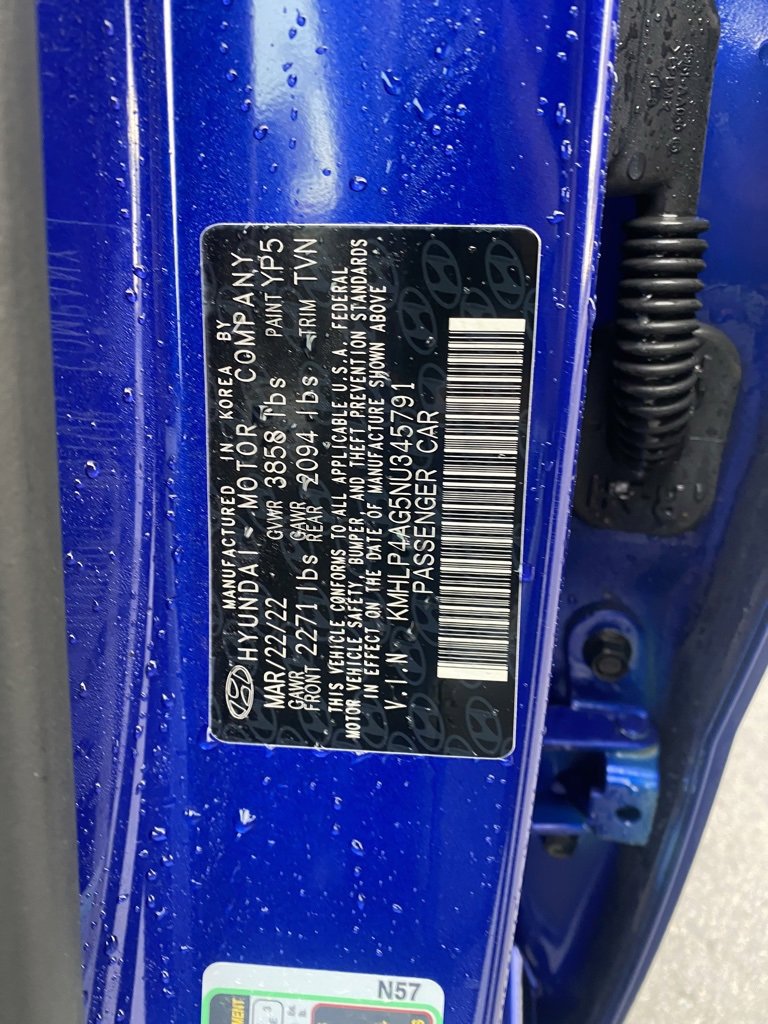 MANUFACTURED IN KOREA BY
HYUNDAI MOTOR COMPANY
MAR/22/22 GVWR 3858 lbs PAINT YP5
GAWR FRONT 2271 lbs GAWR REAR 2094 lbs TRIM TVN
THIS VEHICLE CONFORMS TO ALL APPLICABLE U.S.A. FEDERAL
MOTOR VEHICLE SAFETY, BUMPER, AND THEFT PREVENTION STANDARDS
IN EFFECT ON THE DATE OF MANUFACTURE SHOWN ABOVE
V.I.N KMHLP4AG5NU345791
PASSENGER CAR
N57